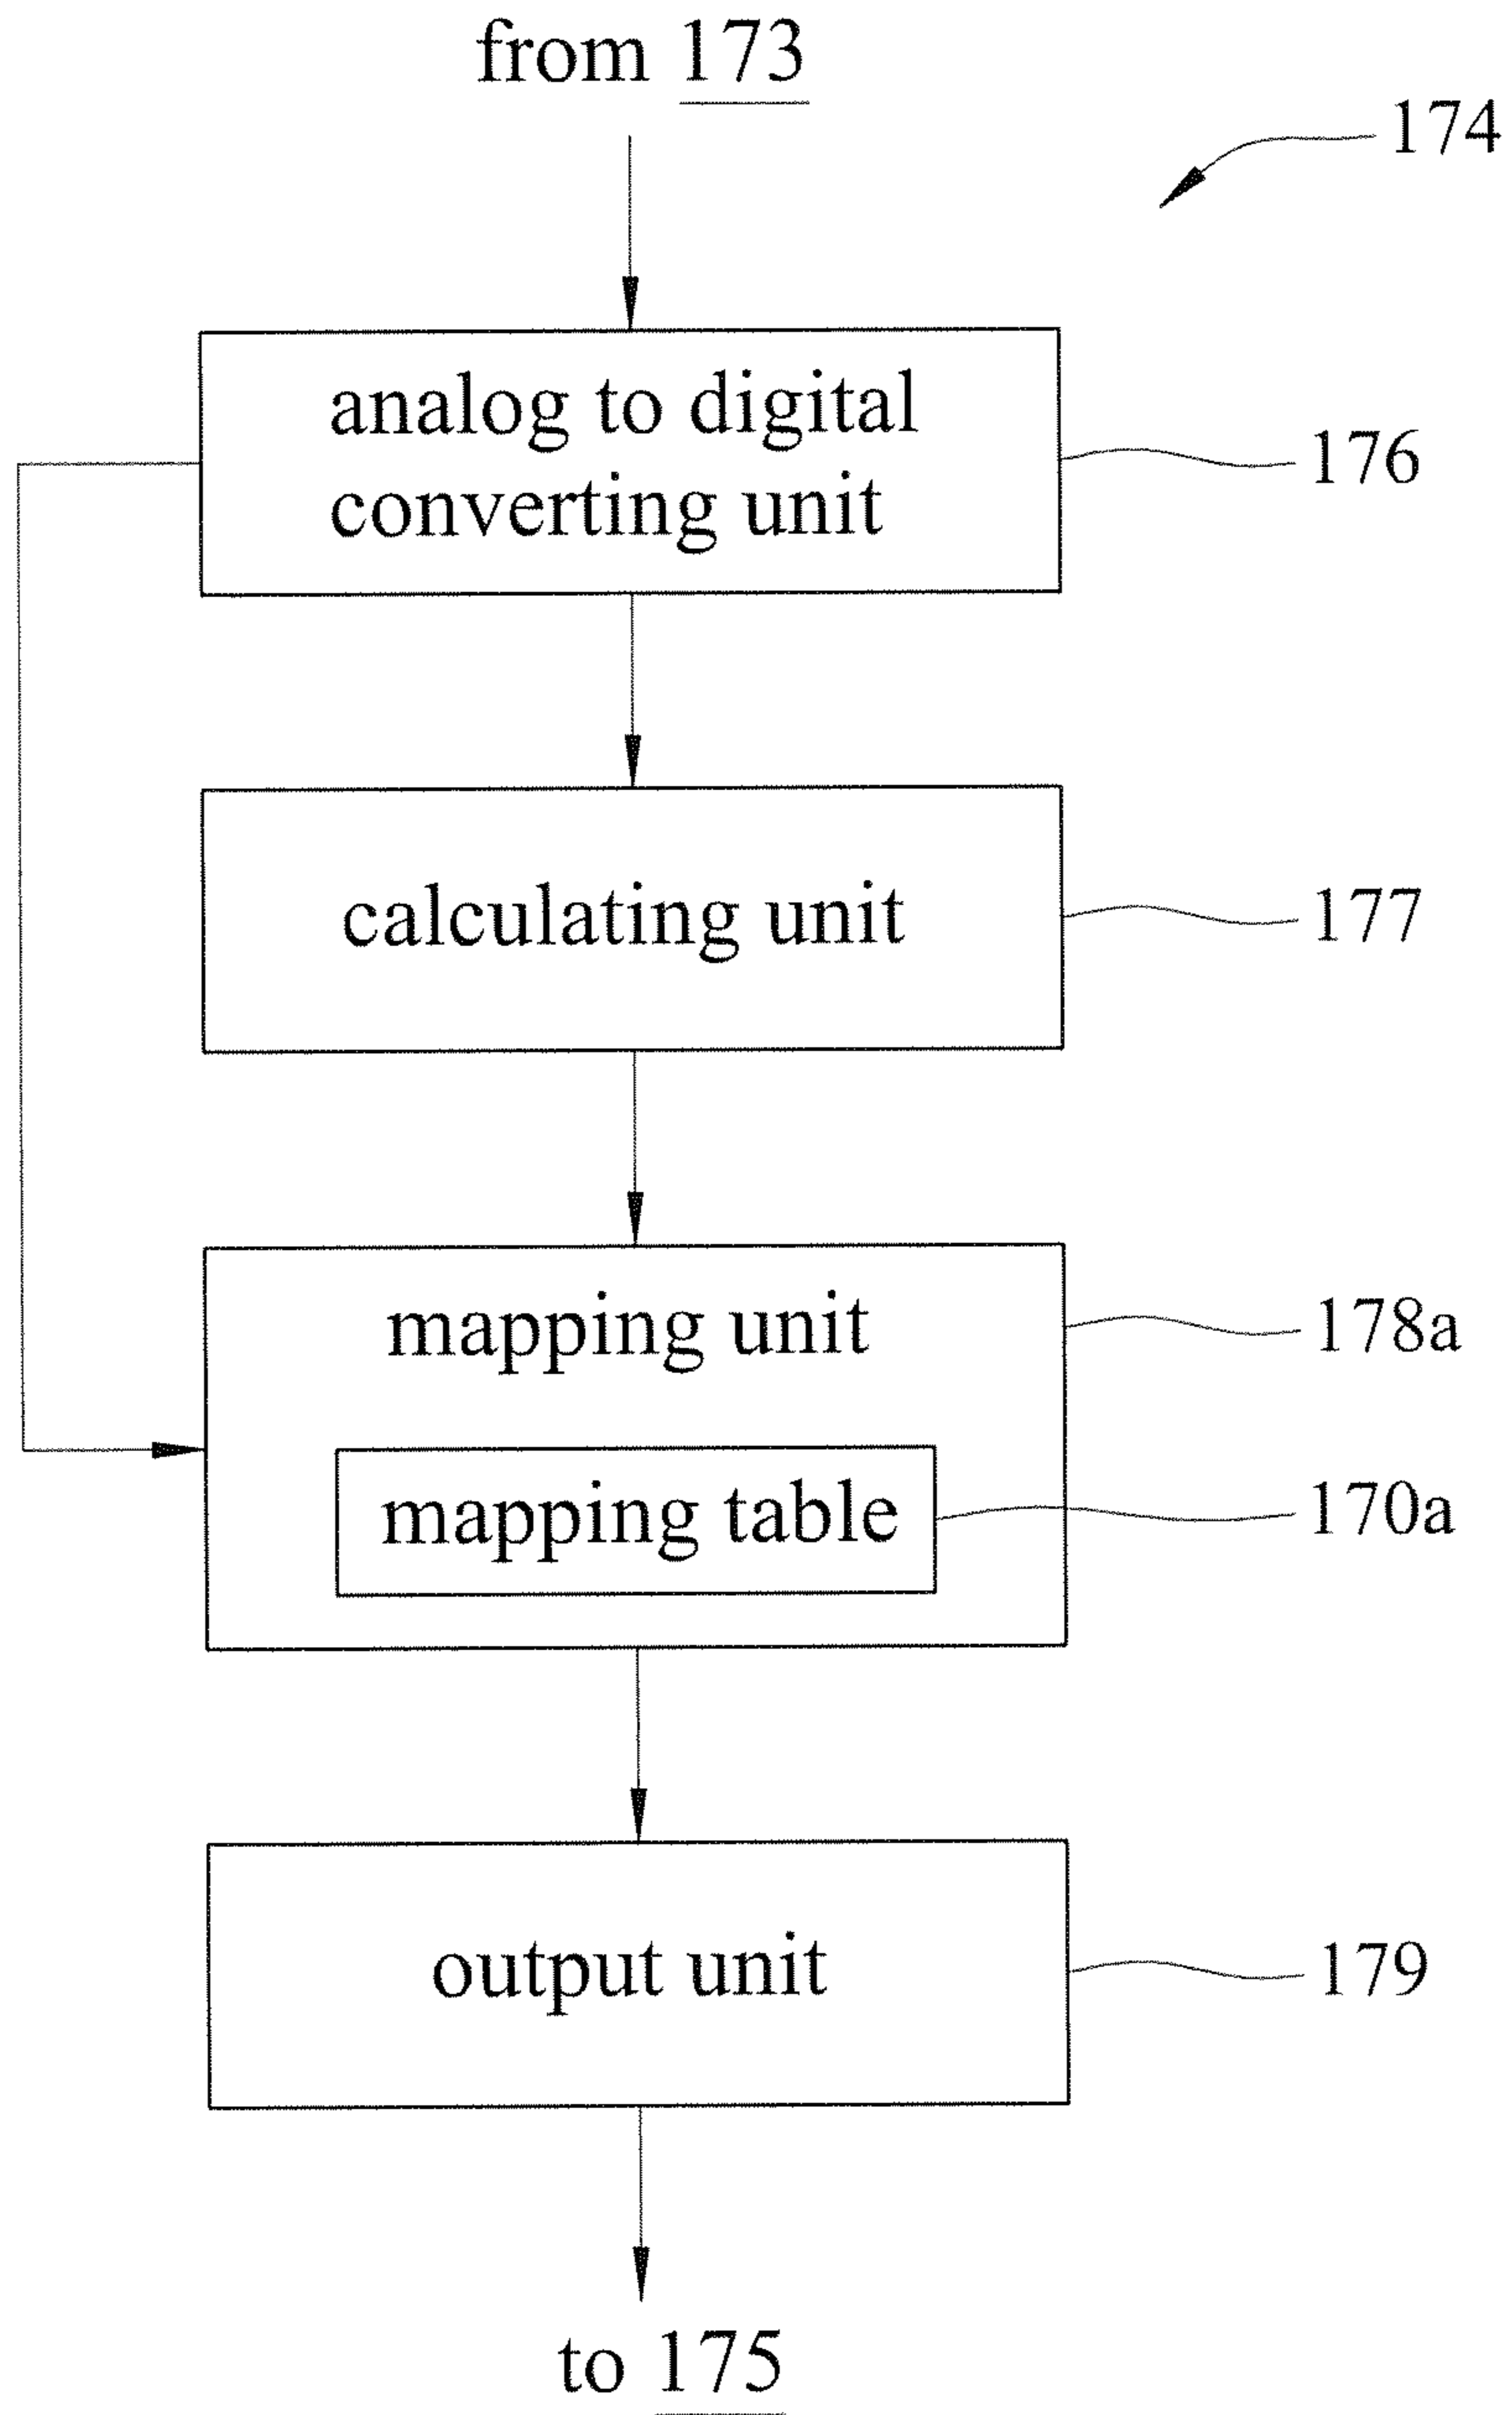 from 173
174
analog to digital
converting unit
176
calculating unit
177
mapping unit
178a
mapping table
170a
output unit
179
to 175